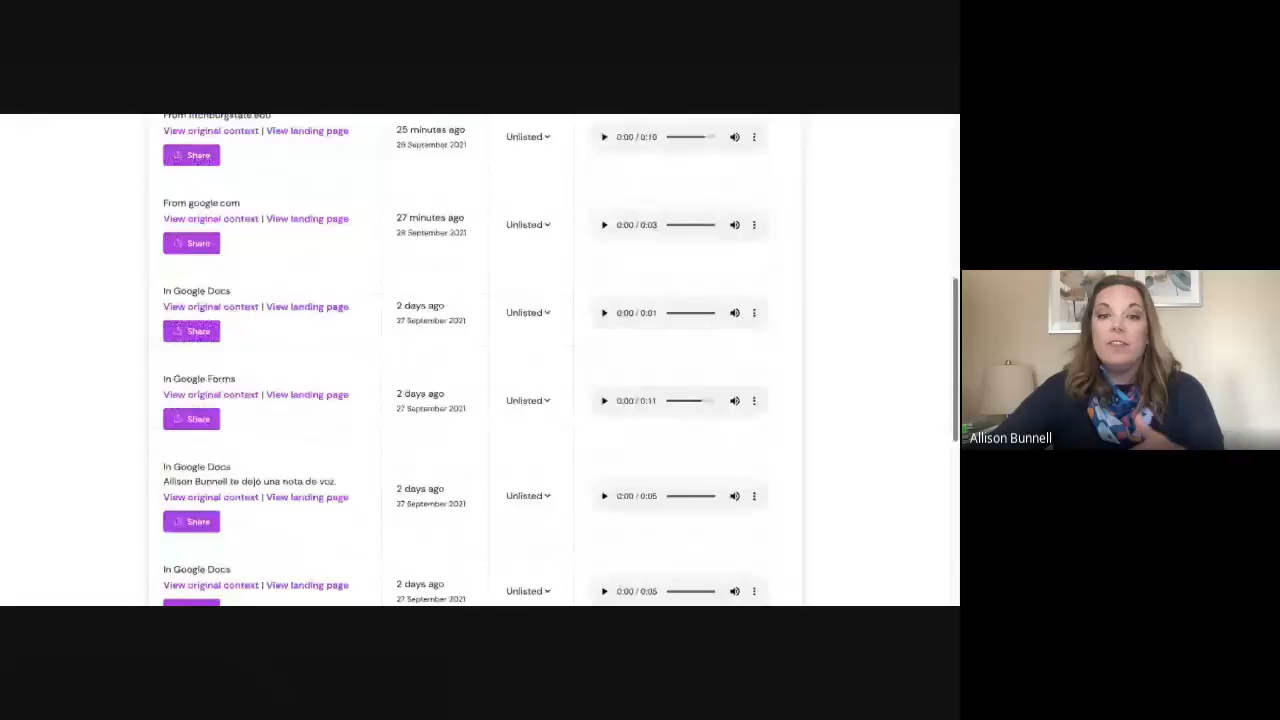 View original context | View landing page
25 minutes ago
29 September 2021
Unlisted
0:00 / 0:10
Share
From google.com
View original context | View landing page
Share
27 minutes ago
29 September 2021
Unlisted
0:00 / 0:03
In Google Docs
View original context | View landing page
Share
2 days ago
27 September 2021
Unlisted
0:00 / 0:01
In Google Forms
View original context | View landing page
Share
2 days ago
27 September 2021
Unlisted
0:00 / 0:11
In Google Docs
Allison Bunnell te dejó una nota de voz.
View original context | View landing page
Share
2 days ago
27 September 2021
Unlisted
0:00 / 0:05
In Google Docs
View original context | View landing page
2 days ago
27 September 2021
Unlisted
0:00 / 0:05
Allison Bunnell